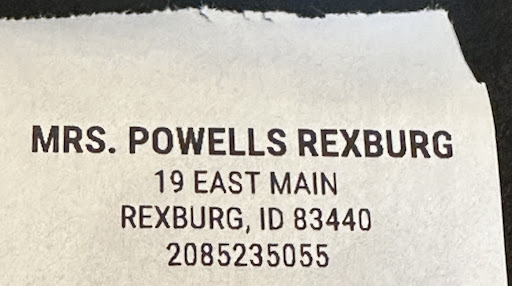 MRS. POWELLS REXBURG
19 EAST MAIN
REXBURG, ID 83440
2085235055